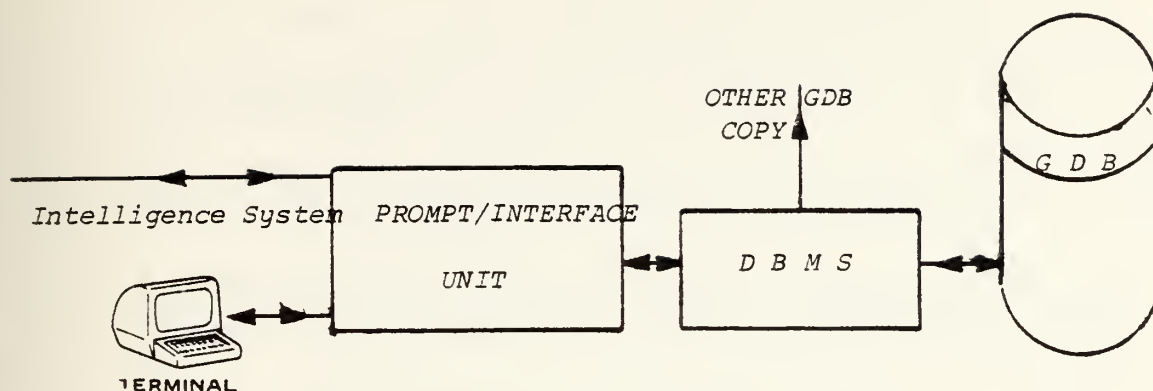 OTHER GDB
COPY
G D B
Intelligence System
PROMPT/INTERFACE
UNIT
D B M S
TERMINAL